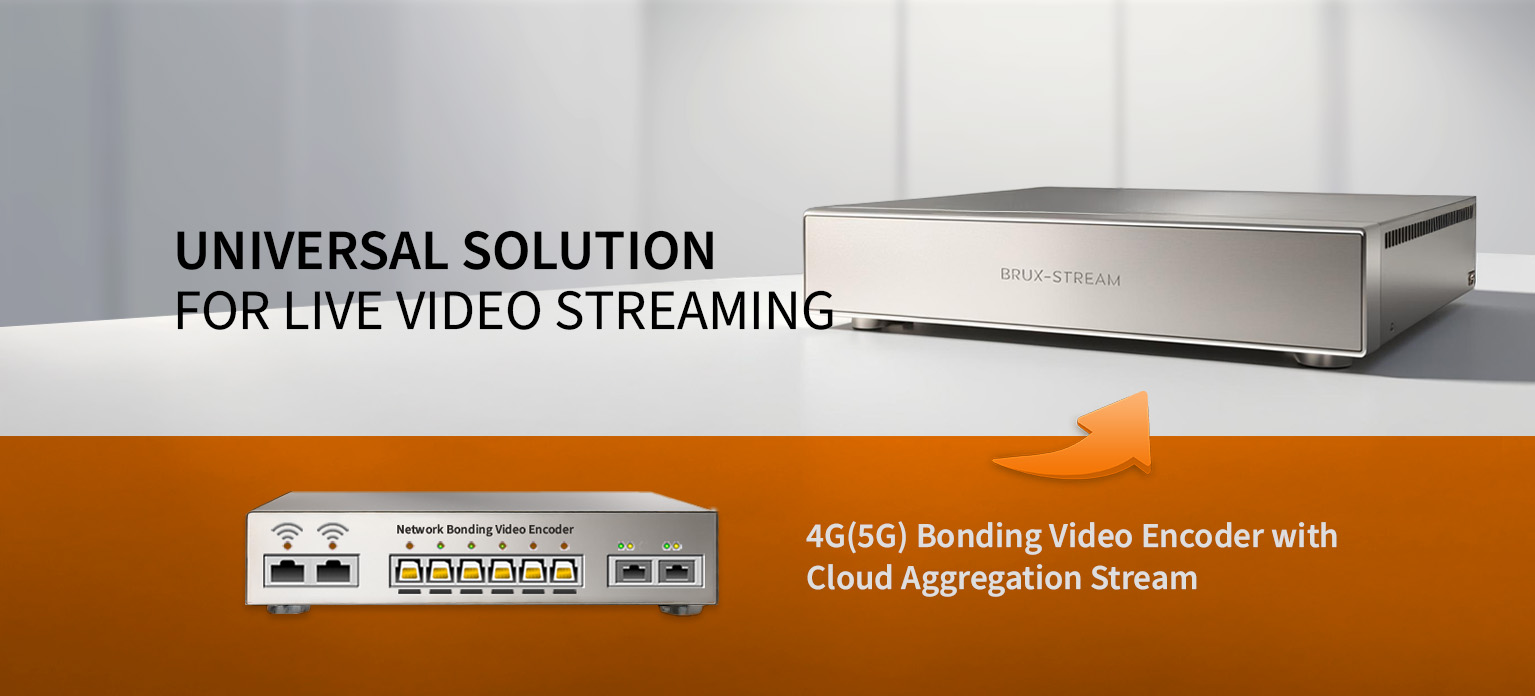 UNIVERSAL SOLUTION
FOR LIVE VIDEO STREAMING
BRUX-STREAM
Network Bonding Video Encoder
4G(5G) Bonding Video Encoder with
Cloud Aggregation Stream